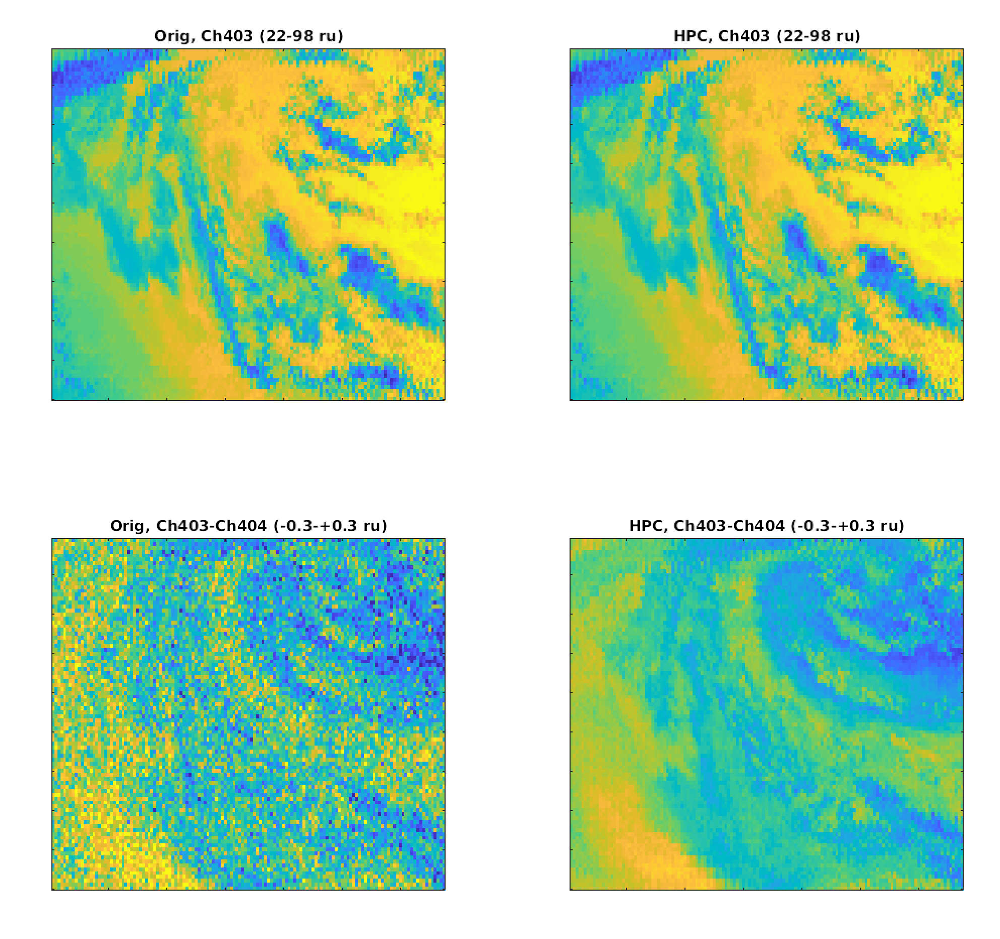 Orig, Ch403 (22-98 ru)
HPC, Ch403 (22-98 ru)
Orig, Ch403-Ch404 (-0.3-+0.3 ru)
HPC, Ch403-Ch404 (-0.3-+0.3 ru)